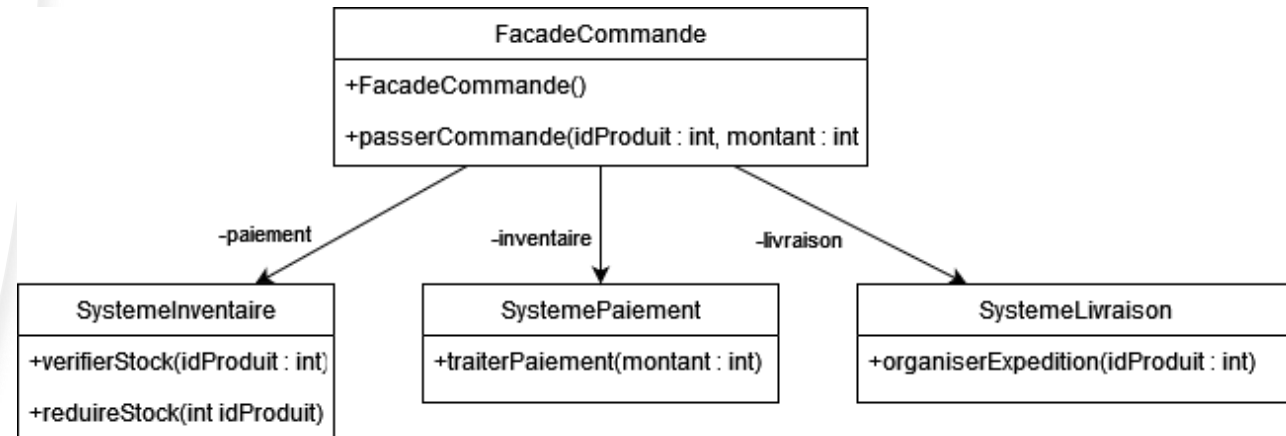 FacadeCommande
+FacadeCommande()
+passerCommande(idProduit : int, montant : int
-paiement
-inventaire
-livraison
SystemeInventaire
+verifierStock(idProduit : int)
+reduireStock(int idProduit)
SystemePaiement
+traiterPaiement(montant : int)
SystemeLivraison
+organiserExpedition(idProduit : int)